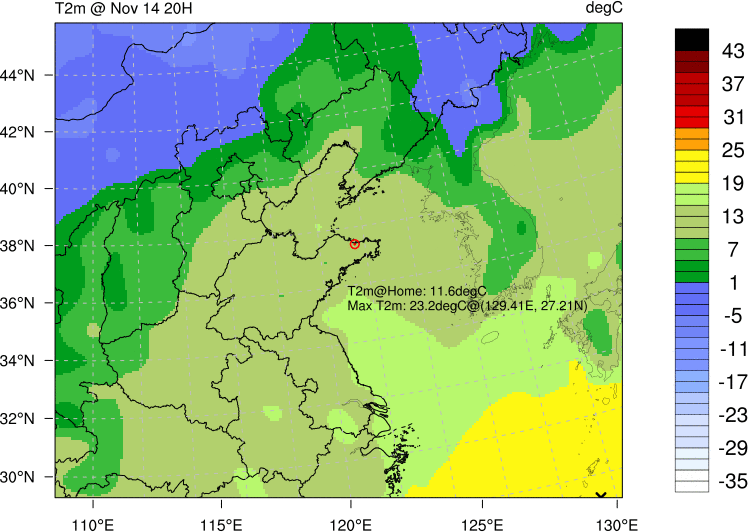 T2m @ Nov 14 20H
degC
44°N
42°N
40°N
38°N
36°N
34°N
32°N
30°N
T2m@Home: 11.6degC
Max T2m: 23.2degC@(129.41E, 27.21N)
110°E
115°E
120°E
125°E
130°E
43
37
31
25
19
13
7
1
-5
-11
-17
-23
-29
-35